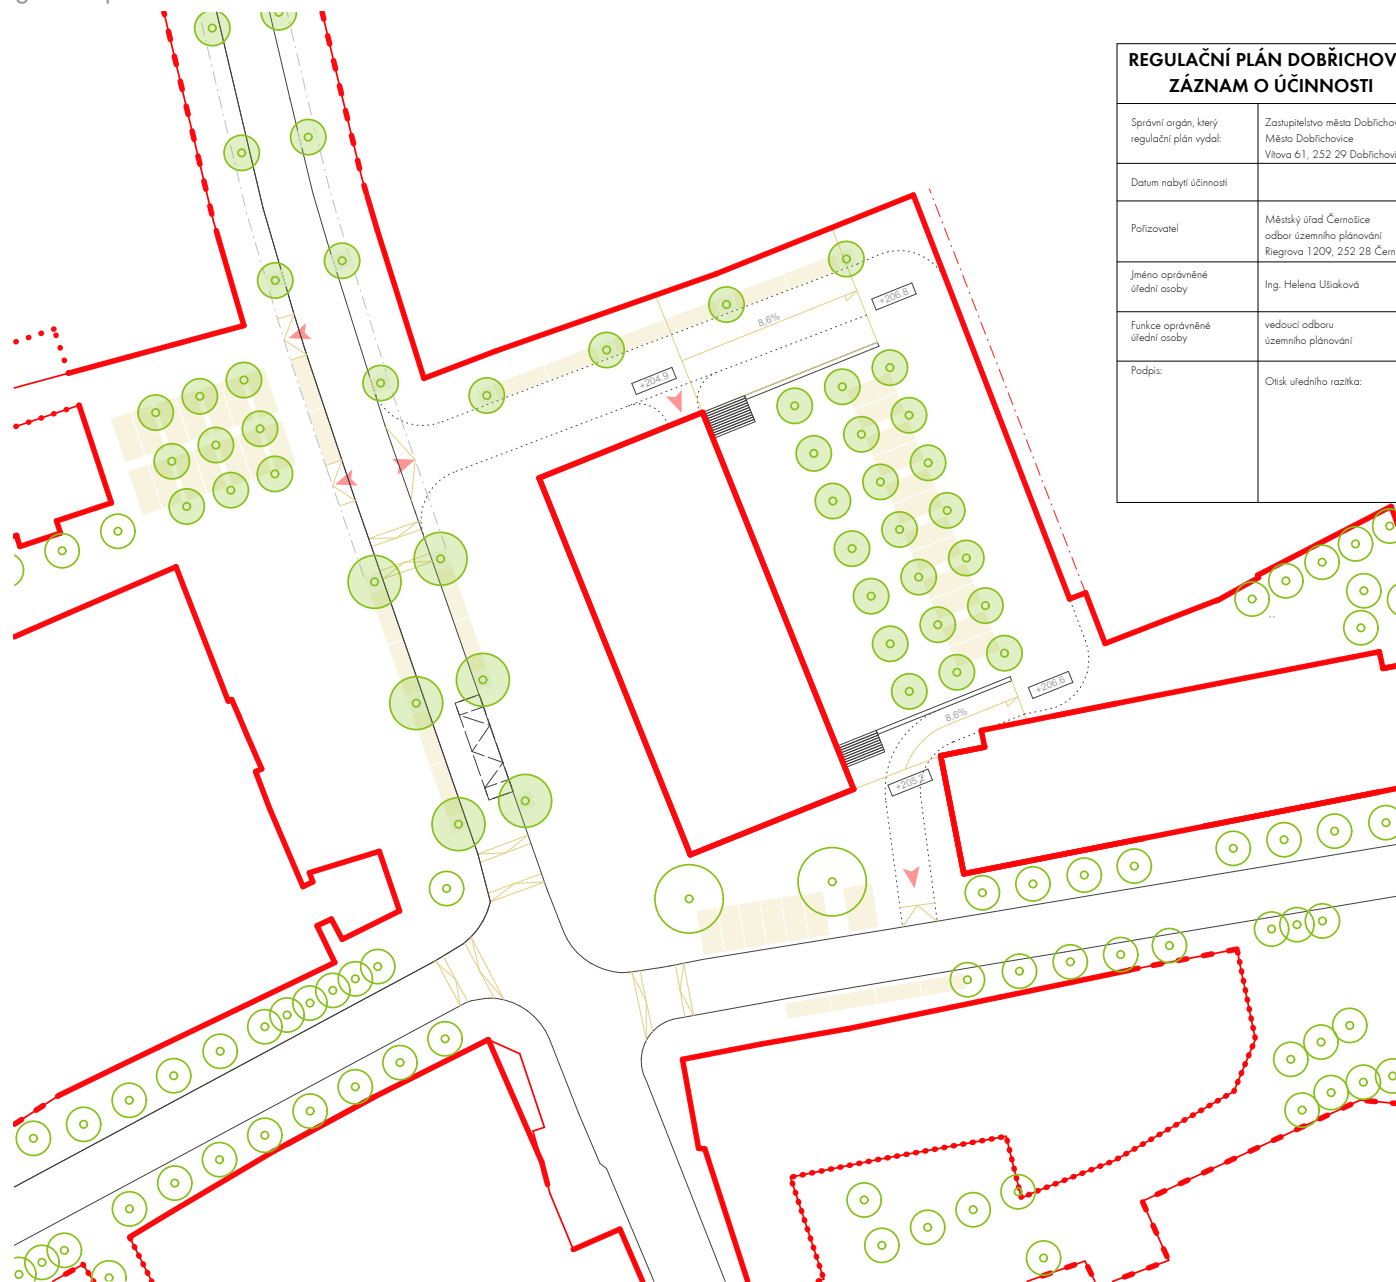 REGULAČNÍ PLÁN DOBŘICHOV
ZÁZNAM O ÚČINNOSTI
Správní orgán, který
regulační plán vydal:
Zastupitelstvo města Dobřichov
Město Dobřichovice
Vítova 61, 252 29 Dobřichovi
Datum nabytí účinnosti
Pořizovatel
Městský úřad Černošice
odbor územního plánování
Riegrova 1209, 252 28 Čern
Jméno oprávněné
úřední osoby
Ing. Helena Ušiaková
Funkce oprávněné
úřední osoby
vedoucí odboru
územního plánování
Podpis:
Otisk uředního razítka:
+206.8
8.6%
+204.9
+206.6
8.6%
+205.2